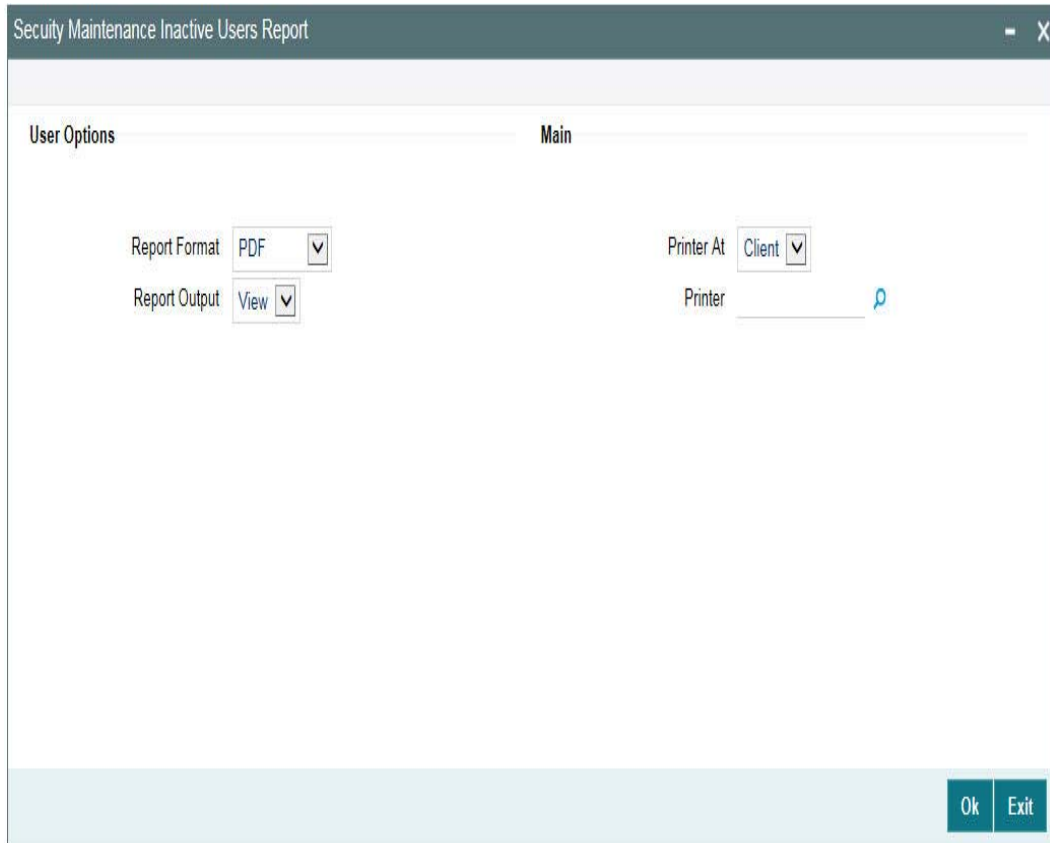 Secuity Maintenance Inactive Users Report
User Options
Main
Report Format PDF
Printer At Client
Report Output View
Printer
Ok Exit